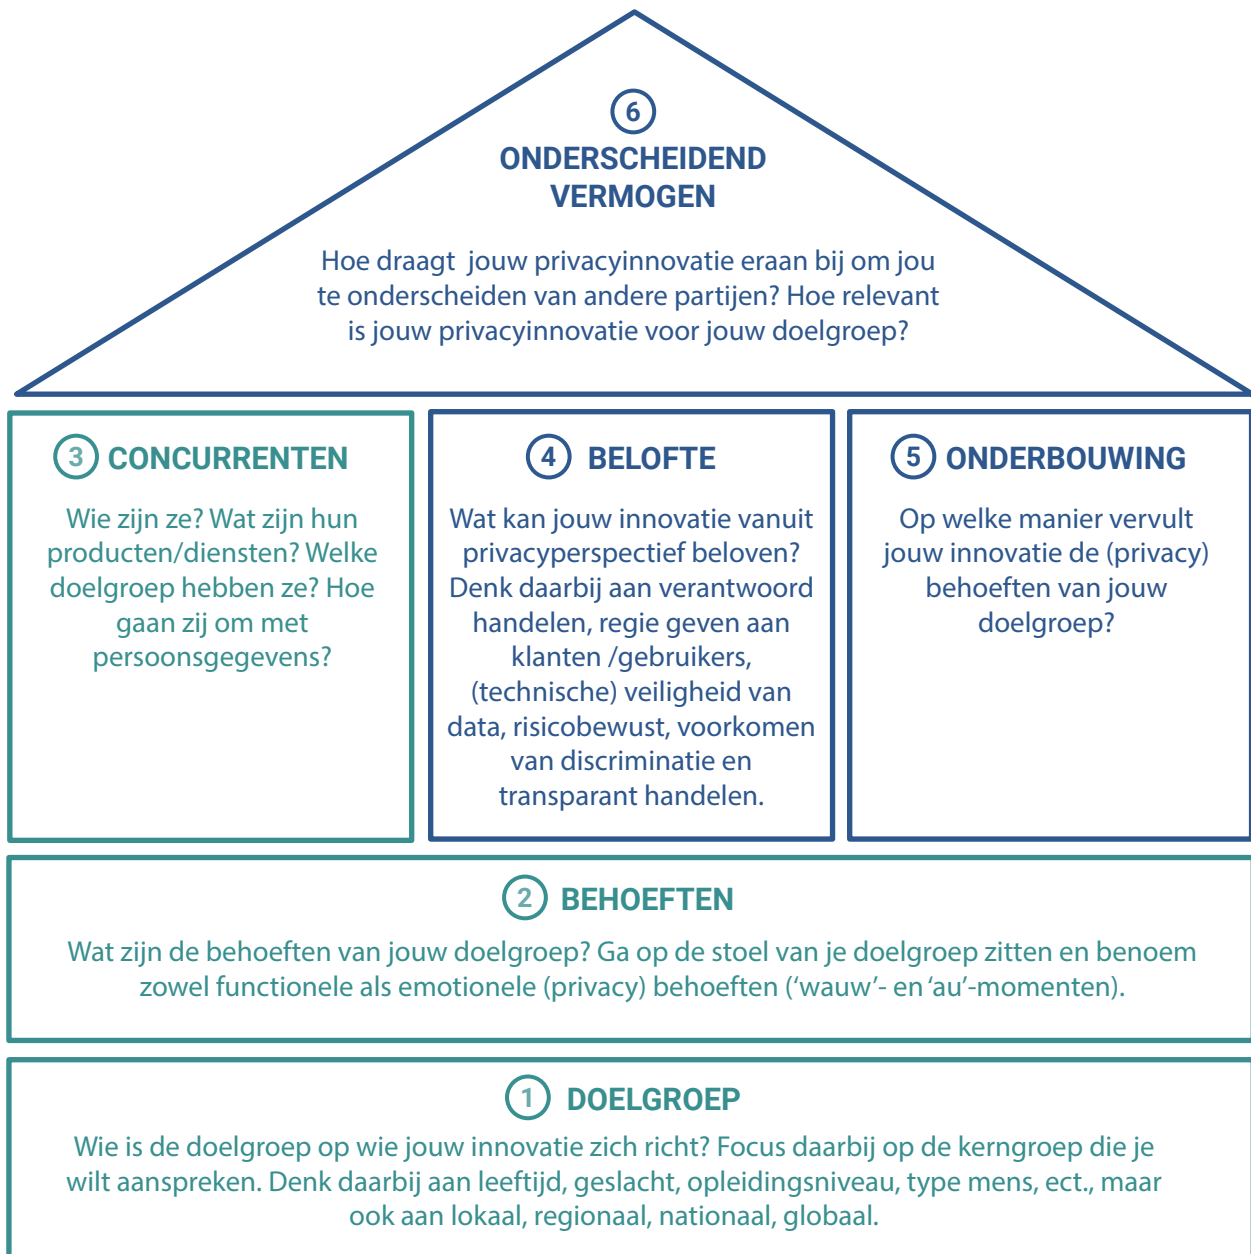 6
ONDERSCHEIDEND
VERMOGEN
Hoe draagt jouw privacyinnovatie eraan bij om jou
te onderscheiden van andere partijen? Hoe relevant
is jouw privacyinnovatie voor jouw doelgroep?
3 CONCURRENTEN
Wie zijn ze? Wat zijn hun
producten/diensten? Welke
doelgroep hebben ze? Hoe
gaan zij om met
persoonsgegevens?
4 BELOFTE
Wat kan jouw innovatie vanuit
privacyperspectief beloven?
Denk daarbij aan verantwoord
handelen, regie geven aan
klanten /gebruikers,
(technische) veiligheid van
data, risicobewust, voorkomen
van discriminatie en
transparant handelen.
5 ONDERBOUWING
Op welke manier vervult
jouw innovatie de (privacy)
behoeften van jouw
doelgroep?
2 BEHOEFTEN
Wat zijn de behoeften van jouw doelgroep? Ga op de stoel van je doelgroep zitten en benoem
zowel functionele als emotionele (privacy) behoeften (‘wauw’- en ‘au’-momenten).
1 DOELGROEP
Wie is de doelgroep op wie jouw innovatie zich richt? Focus daarbij op de kerngroep die je
wilt aanspreken. Denk daarbij aan leeftijd, geslacht, opleidingsniveau, type mens, ect., maar
ook aan lokaal, regionaal, nationaal, globaal.